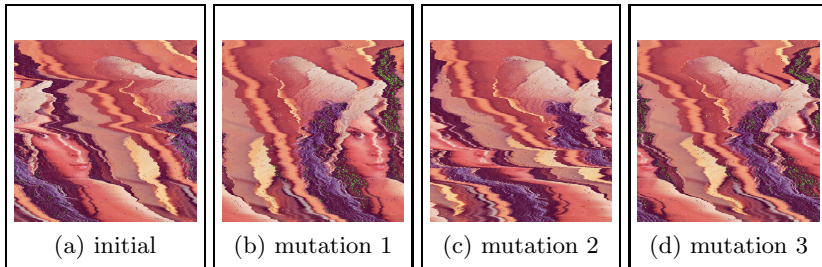 (a) initial
(b) mutation 1
(c) mutation 2
(d) mutation 3